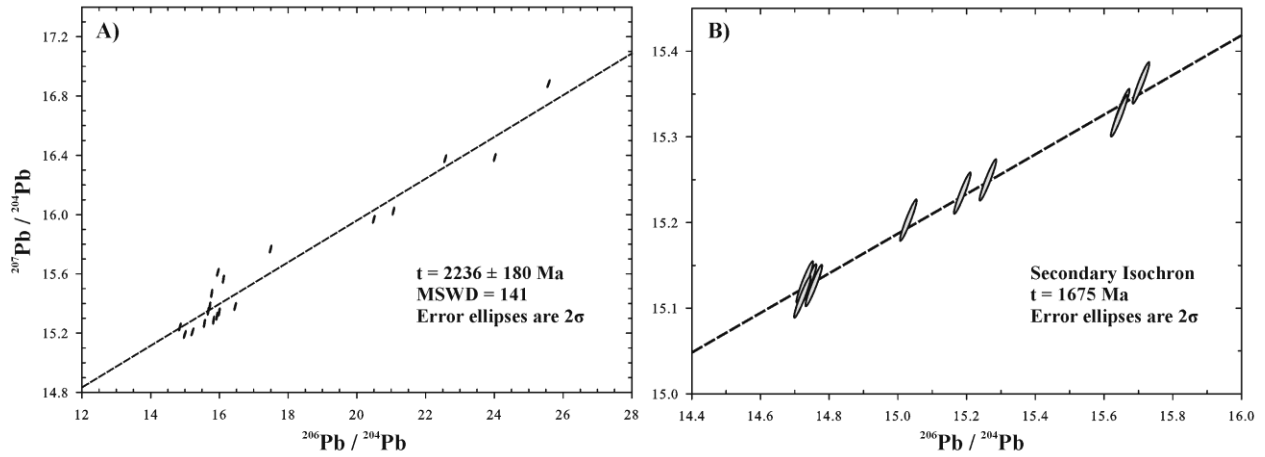 A)
17.2
16.8
16.4
16.0
15.6
15.2
14.8
²⁰⁷Pb / ²⁰⁴Pb
t = 2236 ± 180 Ma
MSWD = 141
Error ellipses are 2σ
12 14 16 18 20 22 24 26 28
²⁰⁶Pb / ²⁰⁴Pb
B)
15.4
15.3
15.2
15.1
15.0
Secondary Isochron
t = 1675 Ma
Error ellipses are 2σ
14.4 14.6 14.8 15.0 15.2 15.4 15.6 15.8 16.0
²⁰⁶Pb / ²⁰⁴Pb